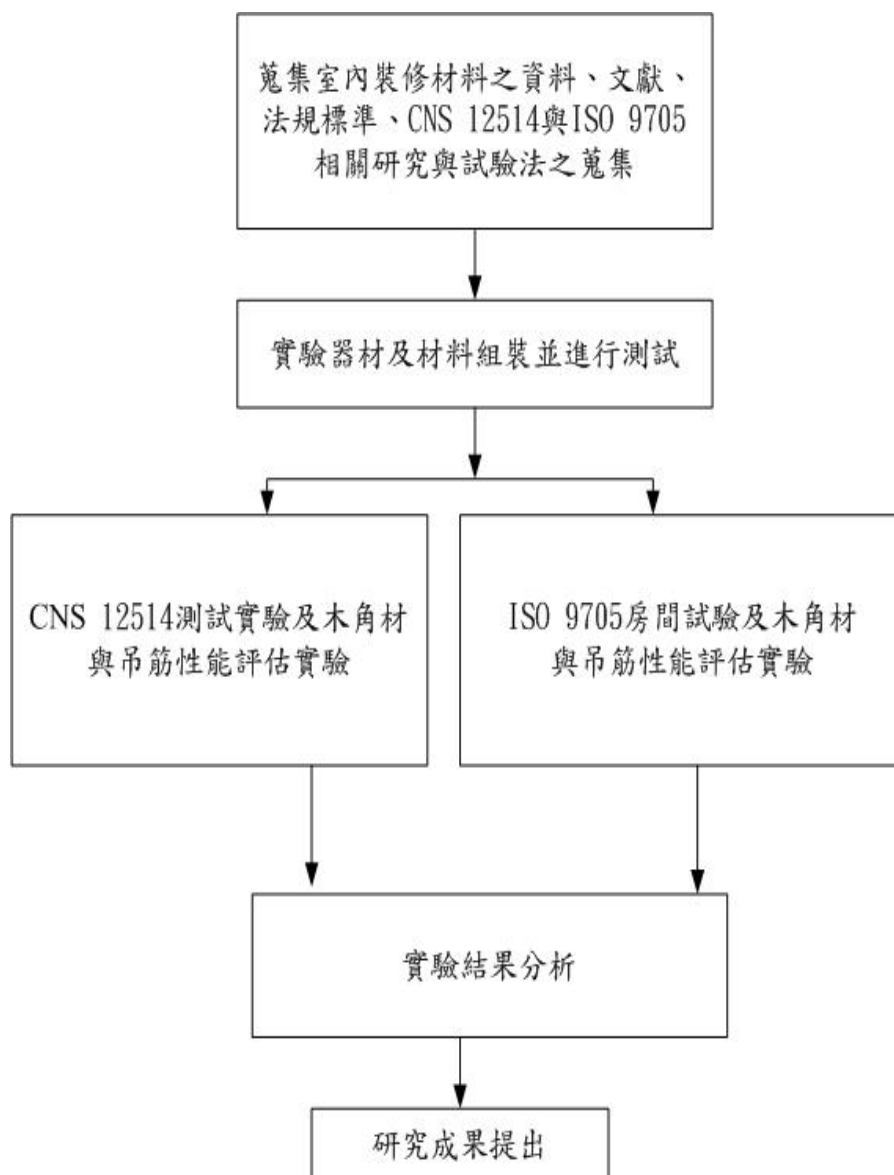 蒐集室內裝修材料之資料、文獻、
法規標準、CNS 12514與ISO 9705
相關研究與試驗法之蒐集
實驗器材及材料組裝並進行測試
CNS 12514測試實驗及木角材
與吊筋性能評估實驗
ISO 9705房間試驗及木角材
與吊筋性能評估實驗
實驗結果分析
研究成果提出